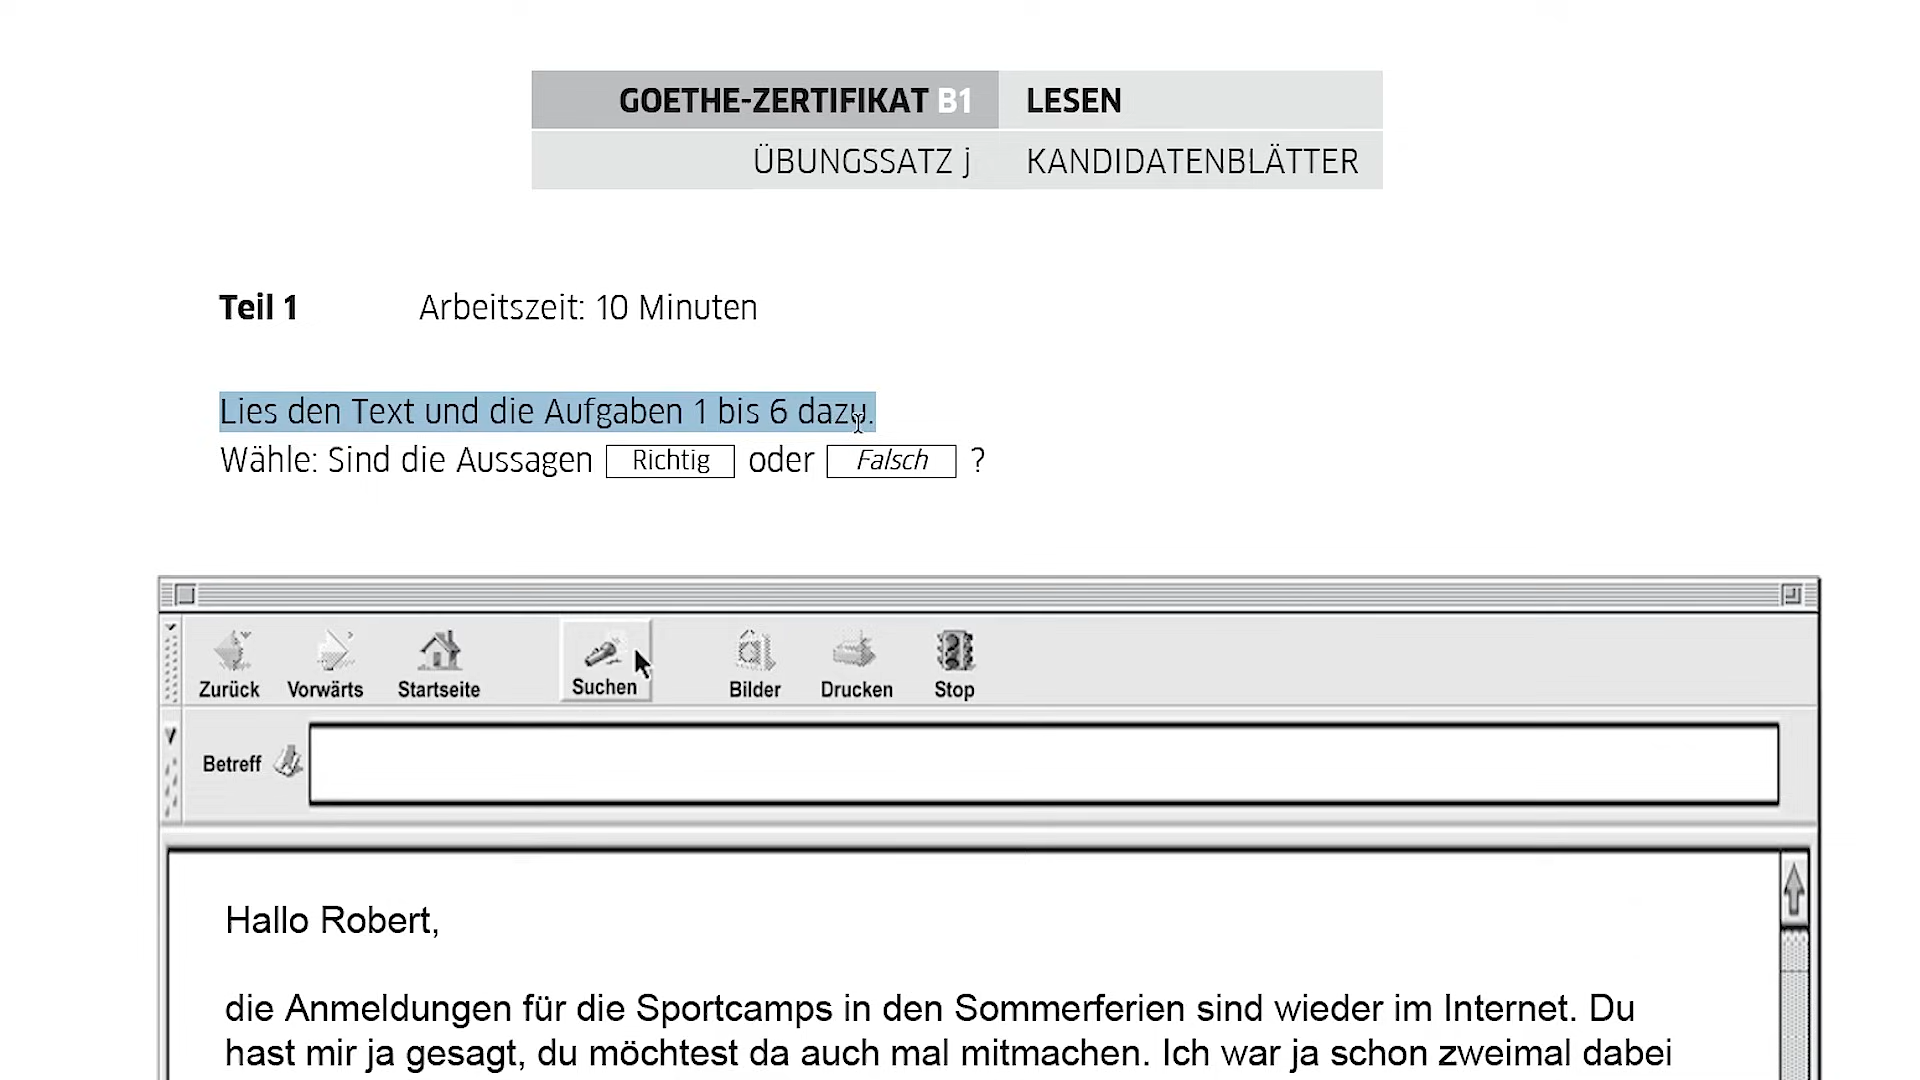 GOETHE-ZERTIFIKAT B1 LESEN
ÜBUNGSSATZ j KANDIDATENBLÄTTER
Teil 1 Arbeitszeit: 10 Minuten
Lies den Text und die Aufgaben 1 bis 6 dazu.
Wähle: Sind die Aussagen Richtig oder Falsch ?
Zurück Vorwärts Startseite Suchen Bilder Drucken Stop
Betreff
Hallo Robert,
die Anmeldungen für die Sportcamps in den Sommerferien sind wieder im Internet. Du
hast mir ja gesagt, du möchtest da auch mal mitmachen. Ich war ja schon zweimal dabei